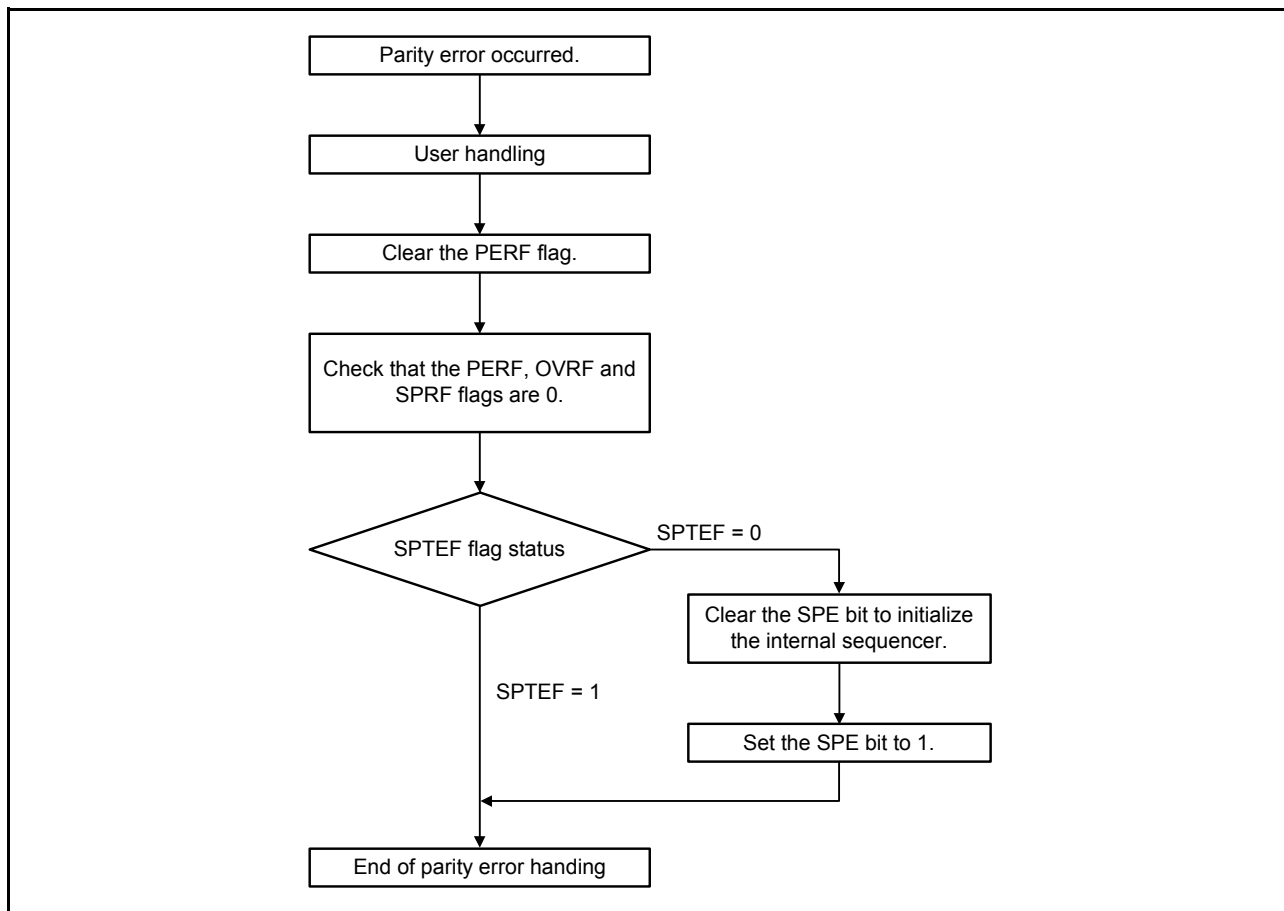 Parity error occurred.
User handling
Clear the PERF flag.
Check that the PERF, OVRF and
SPRF flags are 0.
SPTEF flag status
SPTEF = 0
Clear the SPE bit to initialize
the internal sequencer.
SPTEF = 1
Set the SPE bit to 1.
End of parity error handing